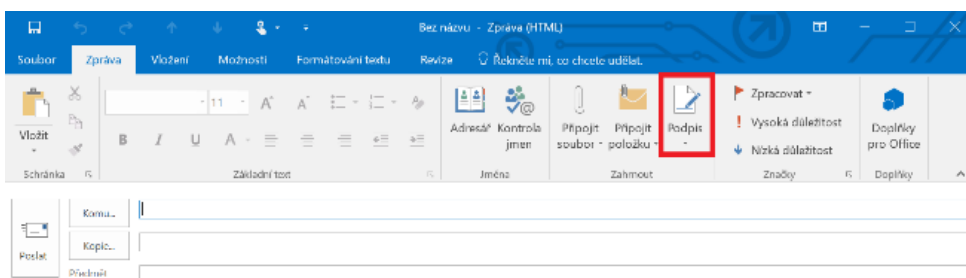 Bez názvu - Zpráva (HTML)
Soubor Zpráva Vložení Možnosti Formátování textu Revize Řekněte mi, co chcete udělat.
11 A A
Vložit B I U A Adresář Kontrola jmen Připojit soubor Připojit položku Podpis Zpracovat Vysoká důležitost Nízká důležitost Doplňky pro Office
Schránka Základní text Jména Zahrnout Značky Doplňky
Komu...
Kopie...
Poslat
Předmět